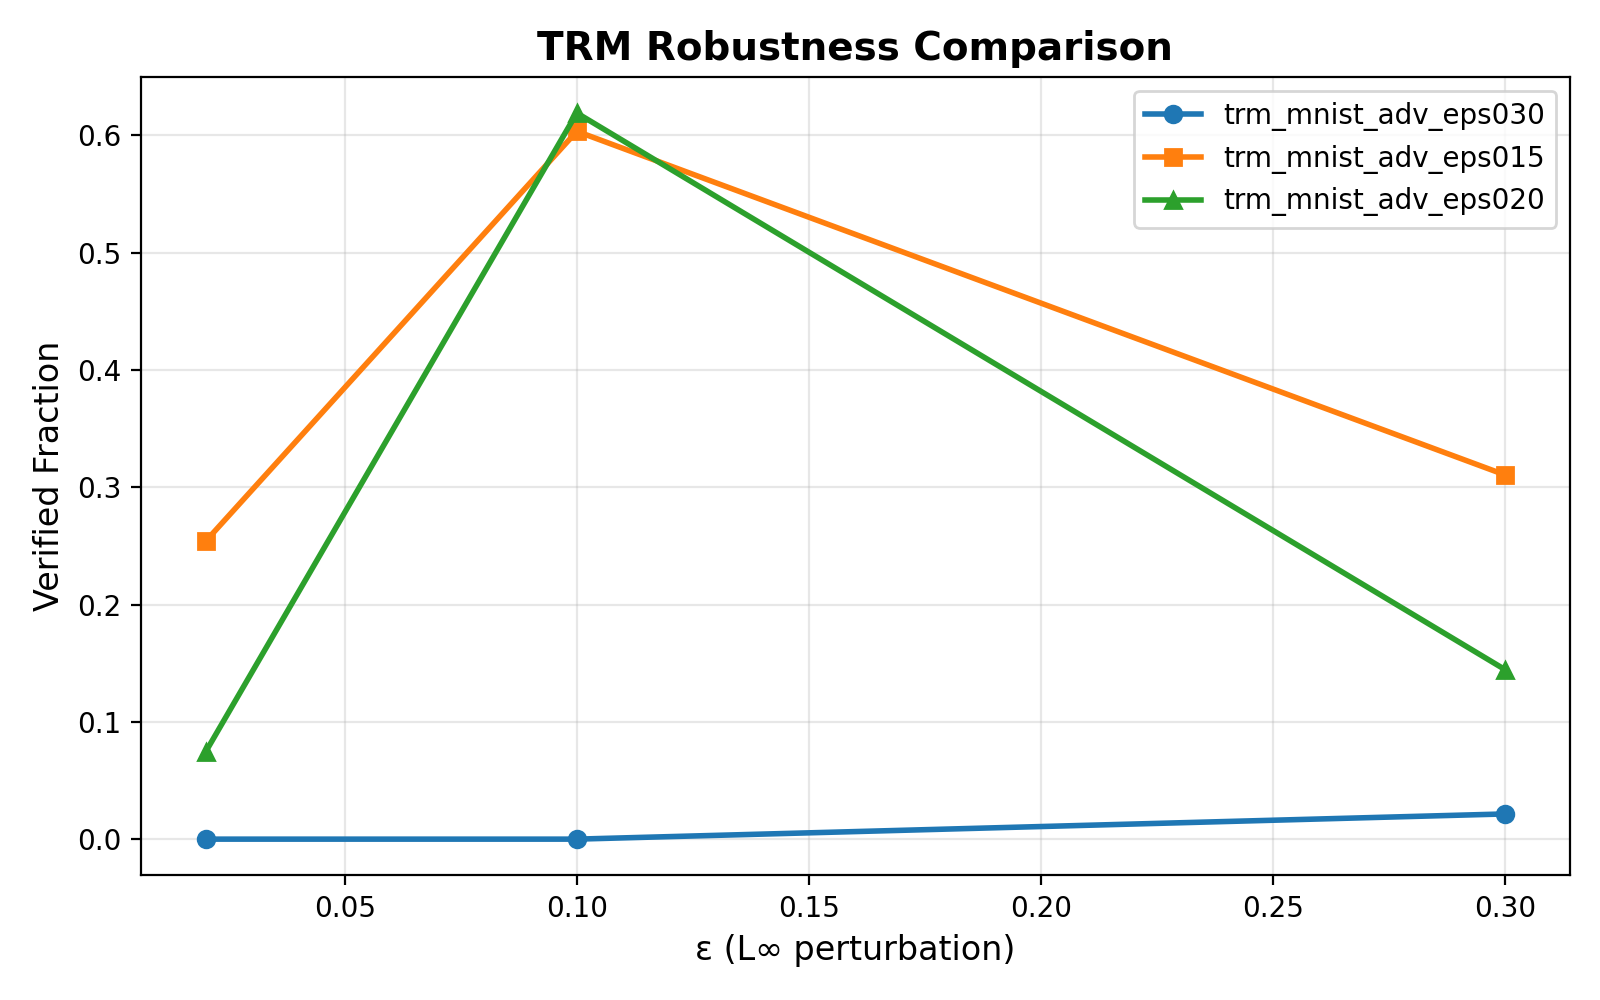 TRM Robustness Comparison
trm_mnist_adv_eps030
trm_mnist_adv_eps015
trm_mnist_adv_eps020
Verified Fraction
0.6
0.5
0.4
0.3
0.2
0.1
0.0
0.05 0.10 0.15 0.20 0.25 0.30
ε (L∞ perturbation)